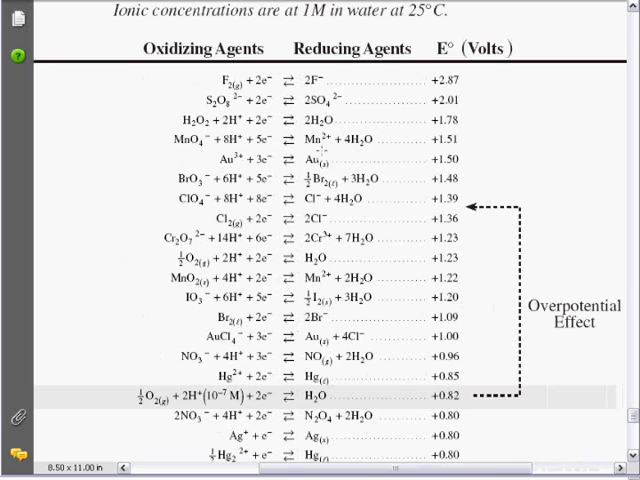 Ionic concentrations are at 1M in water at 25°C.
Oxidizing Agents Reducing Agents E° (Volts)
F₂(g) + 2e⁻ ⇄ 2F⁻ +2.87
S₂O₈²⁻ + 2e⁻ ⇄ 2SO₄²⁻ +2.01
H₂O₂ + 2H⁺ + 2e⁻ ⇄ 2H₂O +1.78
MnO₄⁻ + 8H⁺ + 5e⁻ ⇄ Mn²⁺ + 4H₂O +1.51
Au³⁺ + 3e⁻ ⇄ Au(s) +1.50
BrO₃⁻ + 6H⁺ + 5e⁻ ⇄ ½Br₂(ℓ) + 3H₂O +1.48
ClO₄⁻ + 8H⁺ + 8e⁻ ⇄ Cl⁻ + 4H₂O +1.39
Cl₂(g) + 2e⁻ ⇄ 2Cl⁻ +1.36
Cr₂O₇²⁻ + 14H⁺ + 6e⁻ ⇄ 2Cr³⁺ + 7H₂O +1.23
½O₂(g) + 2H⁺ + 2e⁻ ⇄ H₂O +1.23
MnO₂(s) + 4H⁺ + 2e⁻ ⇄ Mn²⁺ + 2H₂O +1.22
IO₃⁻ + 6H⁺ + 5e⁻ ⇄ ½I₂(s) + 3H₂O +1.20
Br₂(ℓ) + 2e⁻ ⇄ 2Br⁻ +1.09
AuCl₄⁻ + 3e⁻ ⇄ Au(s) + 4Cl⁻ +1.00
NO₃⁻ + 4H⁺ + 3e⁻ ⇄ NO(g) + 2H₂O +0.96
Hg²⁺ + 2e⁻ ⇄ Hg(ℓ) +0.85
½O₂(g) + 2H⁺(10⁻⁷ M) + 2e⁻ ⇄ H₂O +0.82
2NO₃⁻ + 4H⁺ + 2e⁻ ⇄ N₂O₄ + 2H₂O +0.80
Ag⁺ + e⁻ ⇄ Ag(s) +0.80
½Hg₂²⁺ + e⁻ ⇄ Hg(ℓ) +0.80
Overpotential
Effect
8.50 x 11.00 in